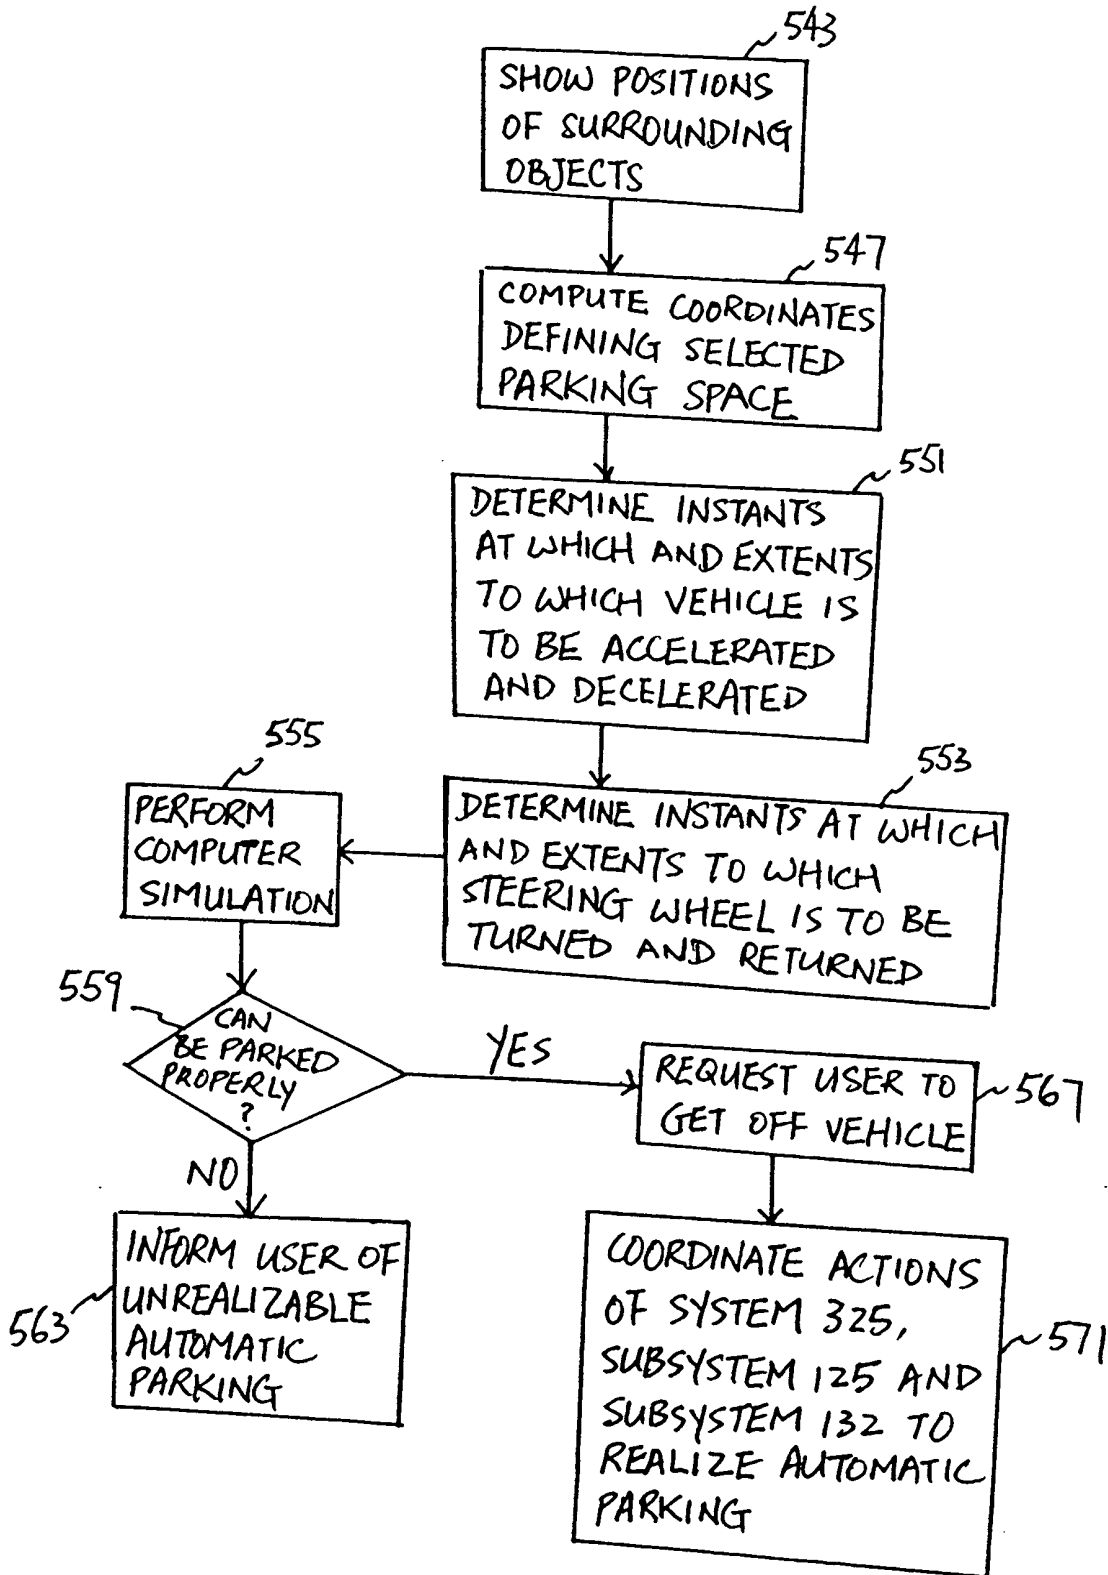 543
SHOW POSITIONS
OF SURROUNDING
OBJECTS
547
COMPUTE COORDINATES
DEFINING SELECTED
PARKING SPACE
551
DETERMINE INSTANTS
AT WHICH AND EXTENTS
TO WHICH VEHICLE IS
TO BE ACCELERATED
AND DECELERATED
553
DETERMINE INSTANTS AT WHICH
AND EXTENTS TO WHICH
STEERING WHEEL IS TO BE
TURNED AND RETURNED
555
PERFORM
COMPUTER
SIMULATION
559
CAN
BE PARKED
PROPERLY
?
YES
NO
567
REQUEST USER TO
GET OFF VEHICLE
563
INFORM USER OF
UNREALIZABLE
AUTOMATIC
PARKING
571
COORDINATE ACTIONS
OF SYSTEM 325,
SUBSYSTEM 125 AND
SUBSYSTEM 132 TO
REALIZE AUTOMATIC
PARKING